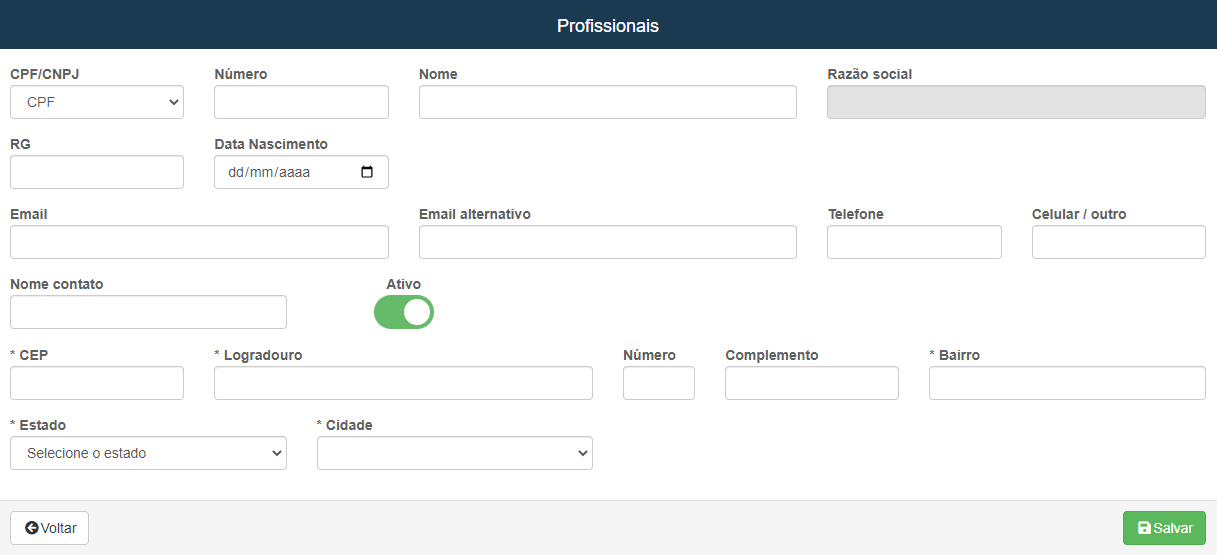 Profissionais
CPF/CNPJ Número Nome Razão social
CPF
RG Data Nascimento
dd/mm/aaaa
Email Email alternativo Telefone Celular / outro
Nome contato Ativo
* CEP * Logradouro Número Complemento * Bairro
* Estado * Cidade
Selecione o estado
Voltar Salvar